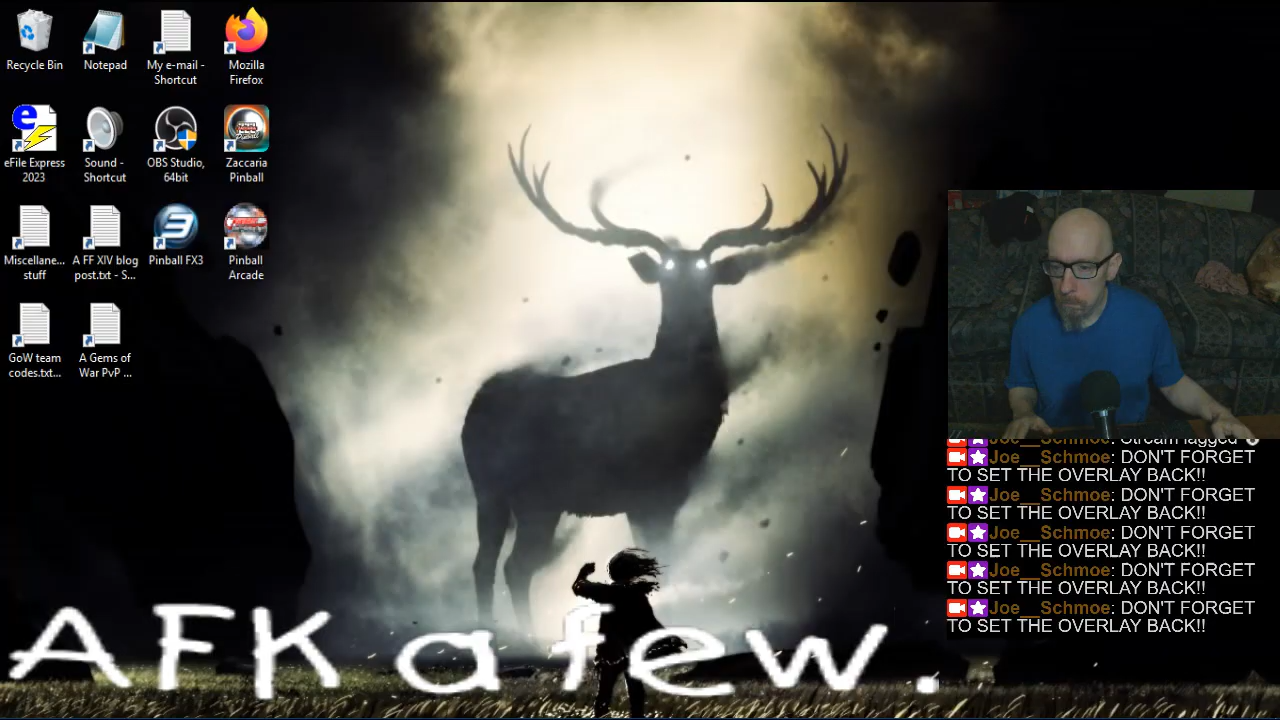 Recycle Bin
Notepad
My e-mail -
Shortcut
Mozilla
Firefox
eFile Express
2023
Sound -
Shortcut
OBS Studio,
64bit
Zaccaria
Pinball
Miscellane...
stuff
A FF XIV blog
post.txt - S...
Pinball FX3
Pinball
Arcade
GoW team
codes.txt...
A Gems of
War PvP ...
Joe__Schmoe: Stream lagged
Joe__Schmoe: DON'T FORGET
TO SET THE OVERLAY BACK!!
Joe__Schmoe: DON'T FORGET
TO SET THE OVERLAY BACK!!
Joe__Schmoe: DON'T FORGET
TO SET THE OVERLAY BACK!!
Joe__Schmoe: DON'T FORGET
TO SET THE OVERLAY BACK!!
Joe__Schmoe: DON'T FORGET
TO SET THE OVERLAY BACK!!
AFK a few.